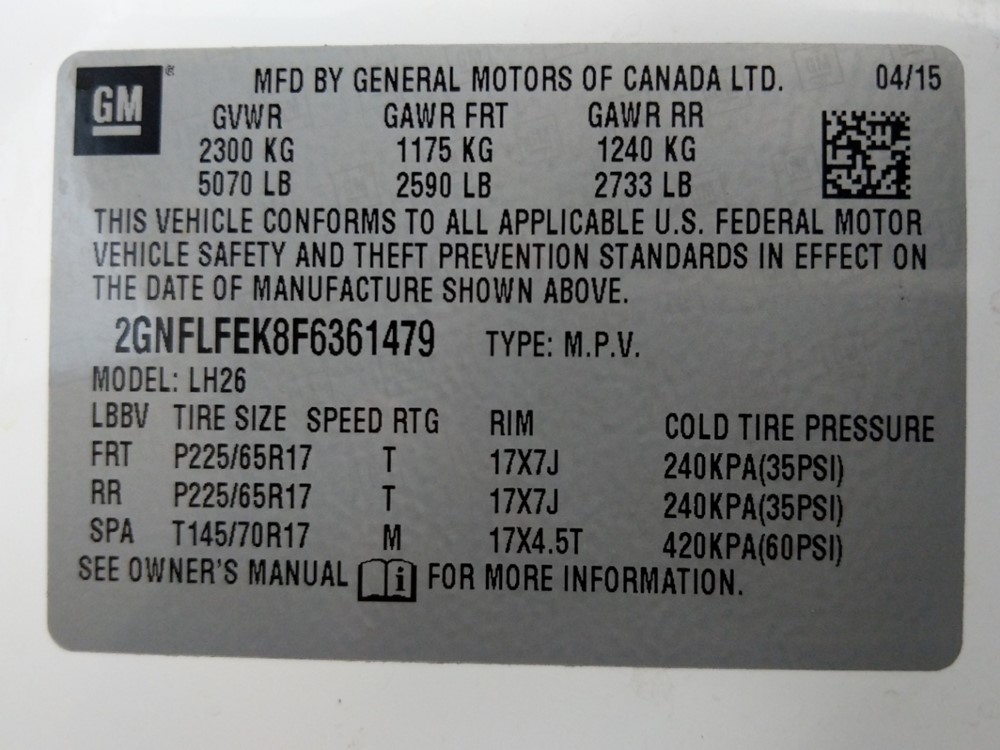 GM ®
MFD BY GENERAL MOTORS OF CANADA LTD. 04/15
GVWR GAWR FRT GAWR RR
2300 KG 1175 KG 1240 KG
5070 LB 2590 LB 2733 LB
THIS VEHICLE CONFORMS TO ALL APPLICABLE U.S. FEDERAL MOTOR
VEHICLE SAFETY AND THEFT PREVENTION STANDARDS IN EFFECT ON
THE DATE OF MANUFACTURE SHOWN ABOVE.
2GNFLFEK8F6361479 TYPE: M.P.V.
MODEL: LH26
LBBV TIRE SIZE SPEED RTG RIM COLD TIRE PRESSURE
FRT P225/65R17 T 17X7J 240KPA(35PSI)
RR P225/65R17 T 17X7J 240KPA(35PSI)
SPA T145/70R17 M 17X4.5T 420KPA(60PSI)
SEE OWNER'S MANUAL i FOR MORE INFORMATION.